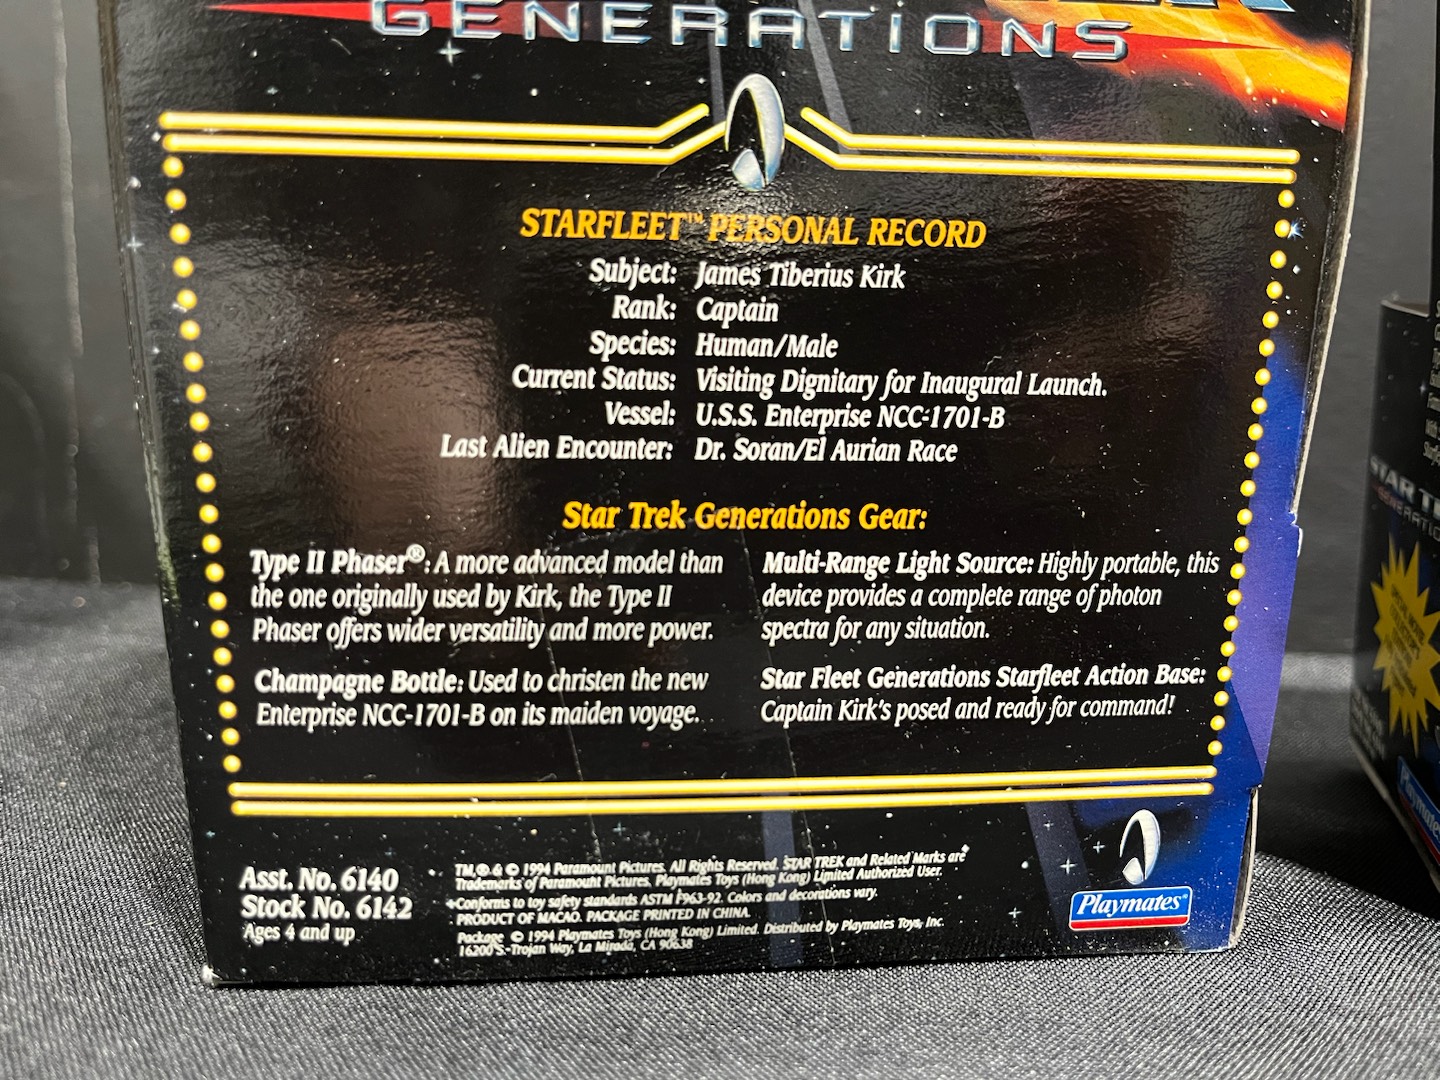 GENERATIONS
STARFLEET™ PERSONAL RECORD
Subject: James Tiberius Kirk
Rank: Captain
Species: Human/Male
Current Status: Visiting Dignitary for Inaugural Launch.
Vessel: U.S.S. Enterprise NCC-1701-B
Last Alien Encounter: Dr. Soran/El Aurian Race
Star Trek Generations Gear:
Type II Phaser®: A more advanced model than
the one originally used by Kirk, the Type II
Phaser offers wider versatility and more power.
Champagne Bottle: Used to christen the new
Enterprise NCC-1701-B on its maiden voyage.
Multi-Range Light Source: Highly portable, this
device provides a complete range of photon
spectra for any situation.
Star Fleet Generations Starfleet Action Base:
Captain Kirk's posed and ready for command!
Asst. No. 6140
Stock No. 6142
Ages 4 and up
TM,® & © 1994 Paramount Pictures. All Rights Reserved. STAR TREK and Related Marks are
Trademarks of Paramount Pictures. Playmates Toys (Hong Kong) Limited Authorized User.
Conforms to toy safety standards ASTM F963-92. Colors and decorations vary.
PRODUCT OF MACAO. PACKAGE PRINTED IN CHINA.
Package © 1994 Playmates Toys (Hong Kong) Limited. Distributed by Playmates Toys, Inc.
16200 S. Trojan Way, La Mirada, CA 90638
Playmates®
STAR TR
GENERATIO
Playmates